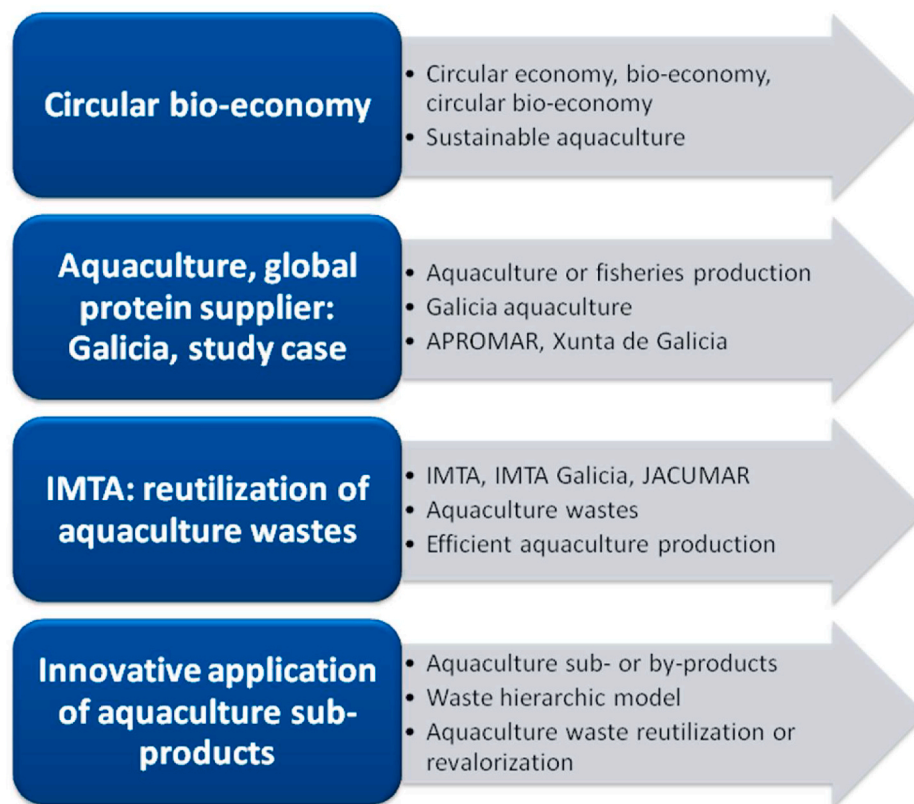 Circular bio-economy
• Circular economy, bio-economy,
circular bio-economy
• Sustainable aquaculture
Aquaculture, global
protein supplier:
Galicia, study case
• Aquaculture or fisheries production
• Galicia aquaculture
• APROMAR, Xunta de Galicia
IMTA: reutilization of
aquaculture wastes
• IMTA, IMTA Galicia, JACUMAR
• Aquaculture wastes
• Efficient aquaculture production
Innovative application
of aquaculture sub-
products
• Aquaculture sub- or by-products
• Waste hierarchic model
• Aquaculture waste reutilization or
revalorization